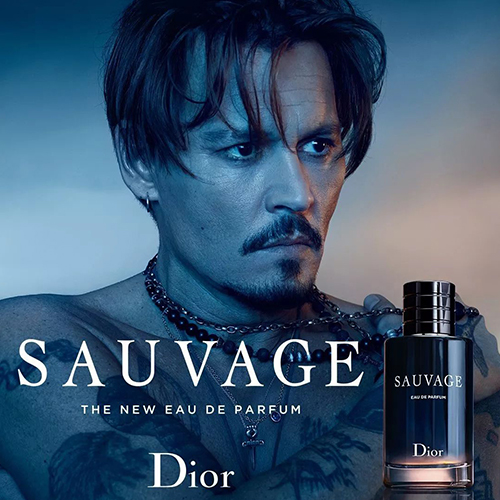 SAUVAGE
THE NEW EAU DE PARFUM
Dior
SAUVAGE
EAU DE PARFUM
Dior